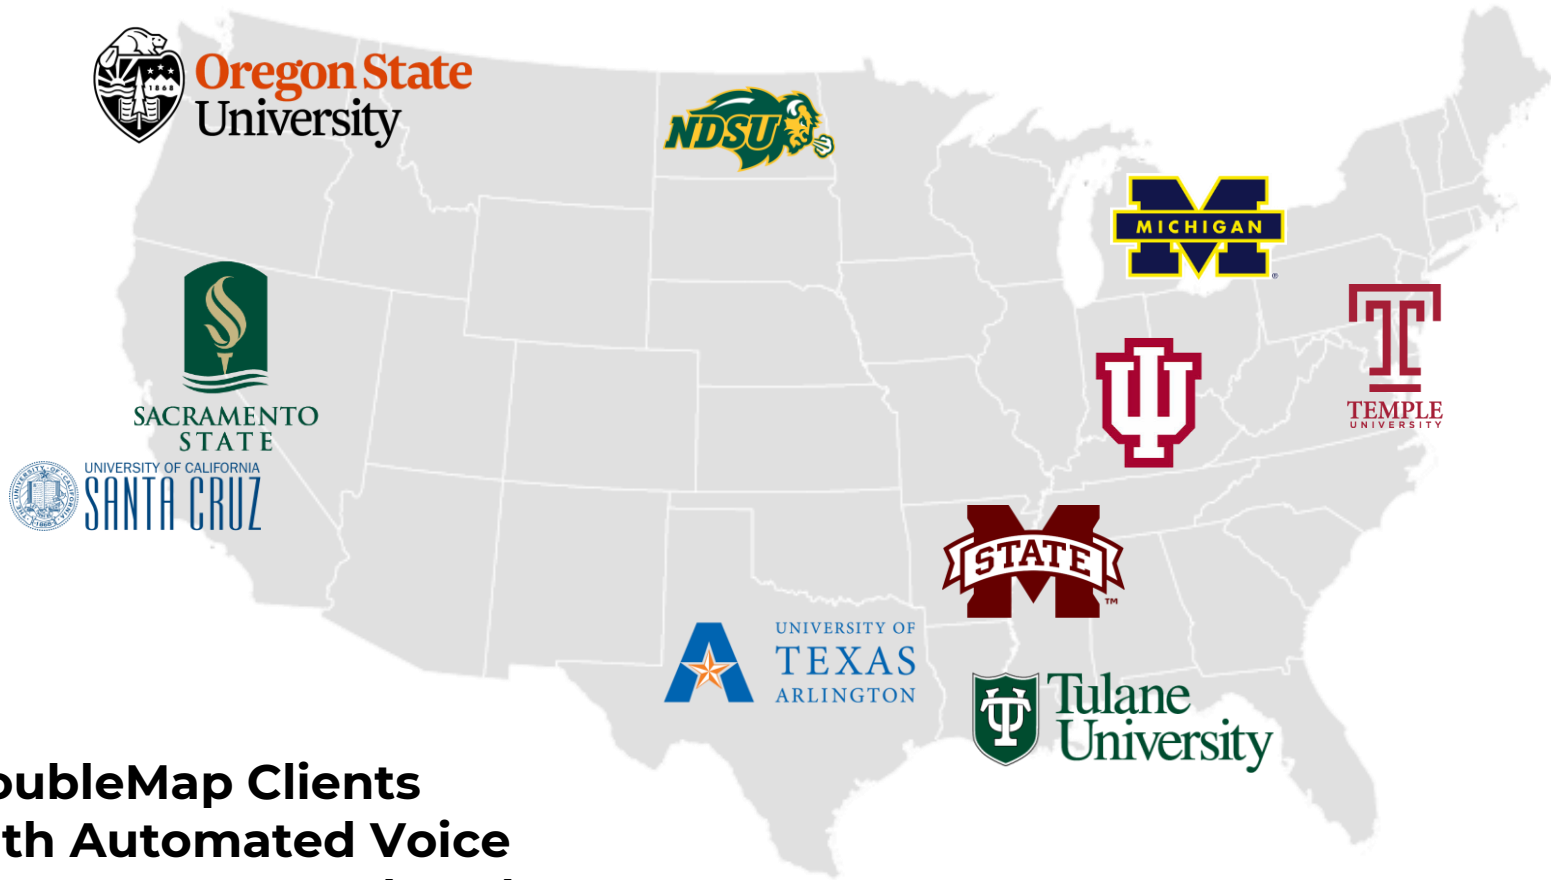 Oregon State
University
NDSU
MICHIGAN
SACRAMENTO
STATE
TEMPLE
UNIVERSITY
UNIVERSITY OF CALIFORNIA
SANTA CRUZ
STATE
TM
UNIVERSITY OF
TEXAS
ARLINGTON
Tulane
University
oubleMap Clients
th Automated Voice